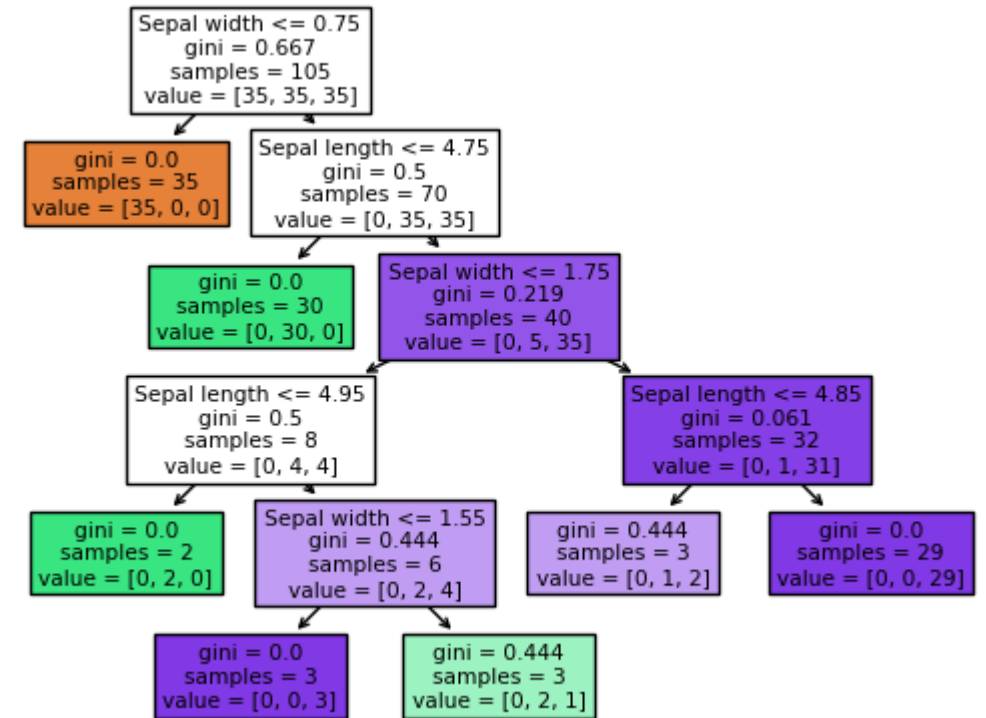 Sepal width <= 0.75
gini = 0.667
samples = 105
value = [35, 35, 35]
gini = 0.0
samples = 35
value = [35, 0, 0]
Sepal length <= 4.75
gini = 0.5
samples = 70
value = [0, 35, 35]
gini = 0.0
samples = 30
value = [0, 30, 0]
Sepal width <= 1.75
gini = 0.219
samples = 40
value = [0, 5, 35]
Sepal length <= 4.95
gini = 0.5
samples = 8
value = [0, 4, 4]
Sepal length <= 4.85
gini = 0.061
samples = 32
value = [0, 1, 31]
gini = 0.0
samples = 2
value = [0, 2, 0]
Sepal width <= 1.55
gini = 0.444
samples = 6
value = [0, 2, 4]
gini = 0.444
samples = 3
value = [0, 1, 2]
gini = 0.0
samples = 29
value = [0, 0, 29]
gini = 0.0
samples = 3
value = [0, 0, 3]
gini = 0.444
samples = 3
value = [0, 2, 1]